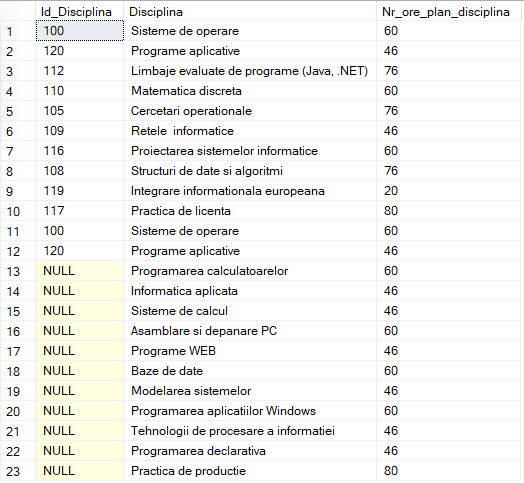 Id_Disciplina Disciplina Nr_ore_plan_disciplina
1 100 Sisteme de operare 60
2 120 Programe aplicative 46
3 112 Limbaje evaluate de programe (Java, .NET) 76
4 110 Matematica discreta 60
5 105 Cercetari operationale 76
6 109 Retele  informatice 46
7 116 Proiectarea sistemelor informatice 60
8 108 Structuri de date si algoritmi 76
9 119 Integrare informationala europeana 20
10 117 Practica de licenta 80
11 100 Sisteme de operare 60
12 120 Programe aplicative 46
13 NULL Programarea calculatoarelor 60
14 NULL Informatica aplicata 46
15 NULL Sisteme de calcul 46
16 NULL Asamblare si depanare PC 60
17 NULL Programe WEB 46
18 NULL Baze de date 60
19 NULL Modelarea sistemelor 46
20 NULL Programarea aplicatiilor Windows 60
21 NULL Tehnologii de procesare a informatiei 46
22 NULL Programarea declarativa 46
23 NULL Practica de productie 80